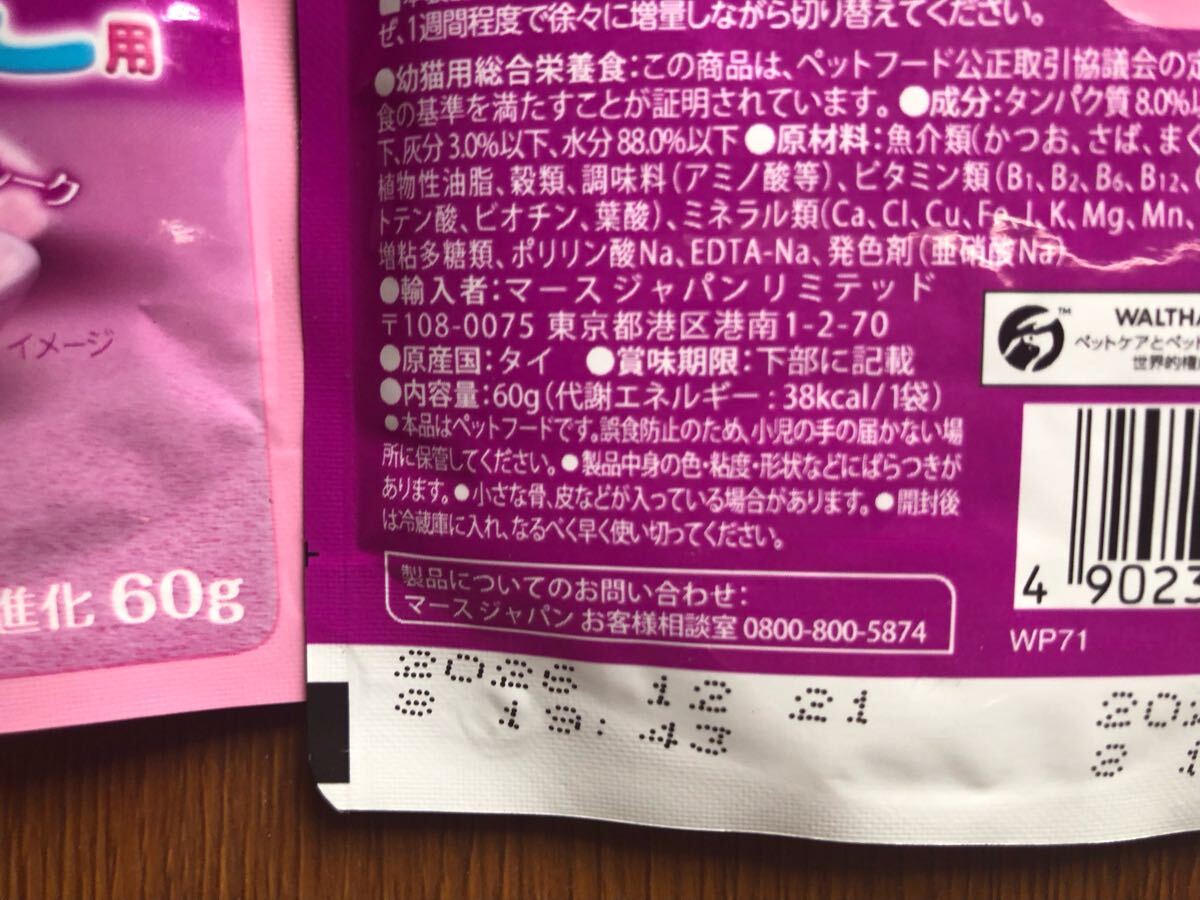 用
ーク
イメージ
進化 60g
ぜ、1週間程度で徐々に増量しながら切り替えてください。
●幼猫用総合栄養食:この商品は、ペットフード公正取引協議会の定
食の基準を満たすことが証明されています。●成分:タンパク質8.0%以
下、灰分3.0%以下、水分88.0%以下 ●原材料:魚介類(かつお、さば、まぐ
植物性油脂、穀類、調味料(アミノ酸等)、ビタミン類(B1、B2、B6、B12、
トテン酸、ビオチン、葉酸)、ミネラル類(Ca、Cl、Cu、Fe、I、K、Mg、Mn、
増粘多糖類、ポリリン酸Na、EDTA-Na、発色剤(亜硝酸Na)
●輸入者:マース ジャパン リミテッド
〒108-0075 東京都港区港南1-2-70
●原産国:タイ ●賞味期限:下部に記載
●内容量:60g(代謝エネルギー:38kcal/1袋)
●本品はペットフードです。誤食防止のため、小児の手の届かない場
所に保管してください。●製品中身の色・粘度・形状などにばらつきが
あります。●小さな骨、皮などが入っている場合があります。●開封後
は冷蔵庫に入れ、なるべく早く使い切ってください。
WALTHA
ペットケアとペット
世界的権
4 9023
WP71
製品についてのお問い合わせ:
マース ジャパン お客様相談室 0800-800-5874
2025 12 21
8 15:43